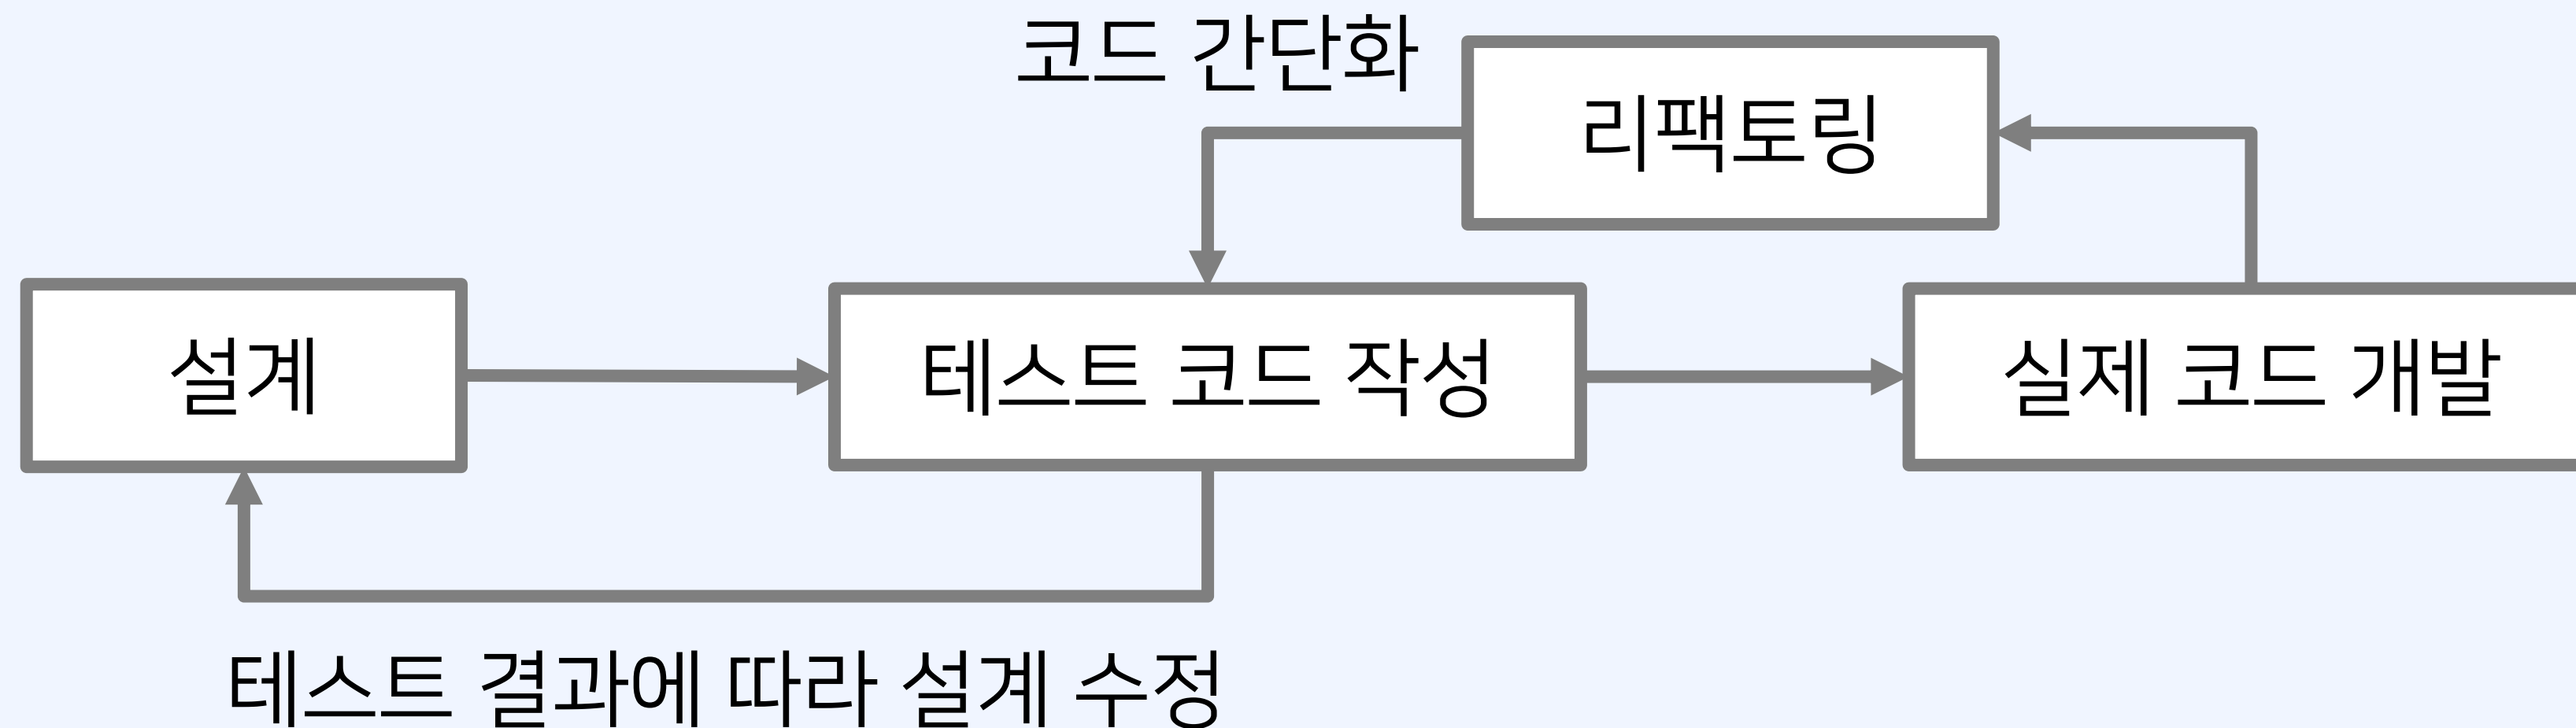 코드 간단화
리팩토링
설계
테스트 코드 작성
실제 코드 개발
테스트 결과에 따라 설계 수정